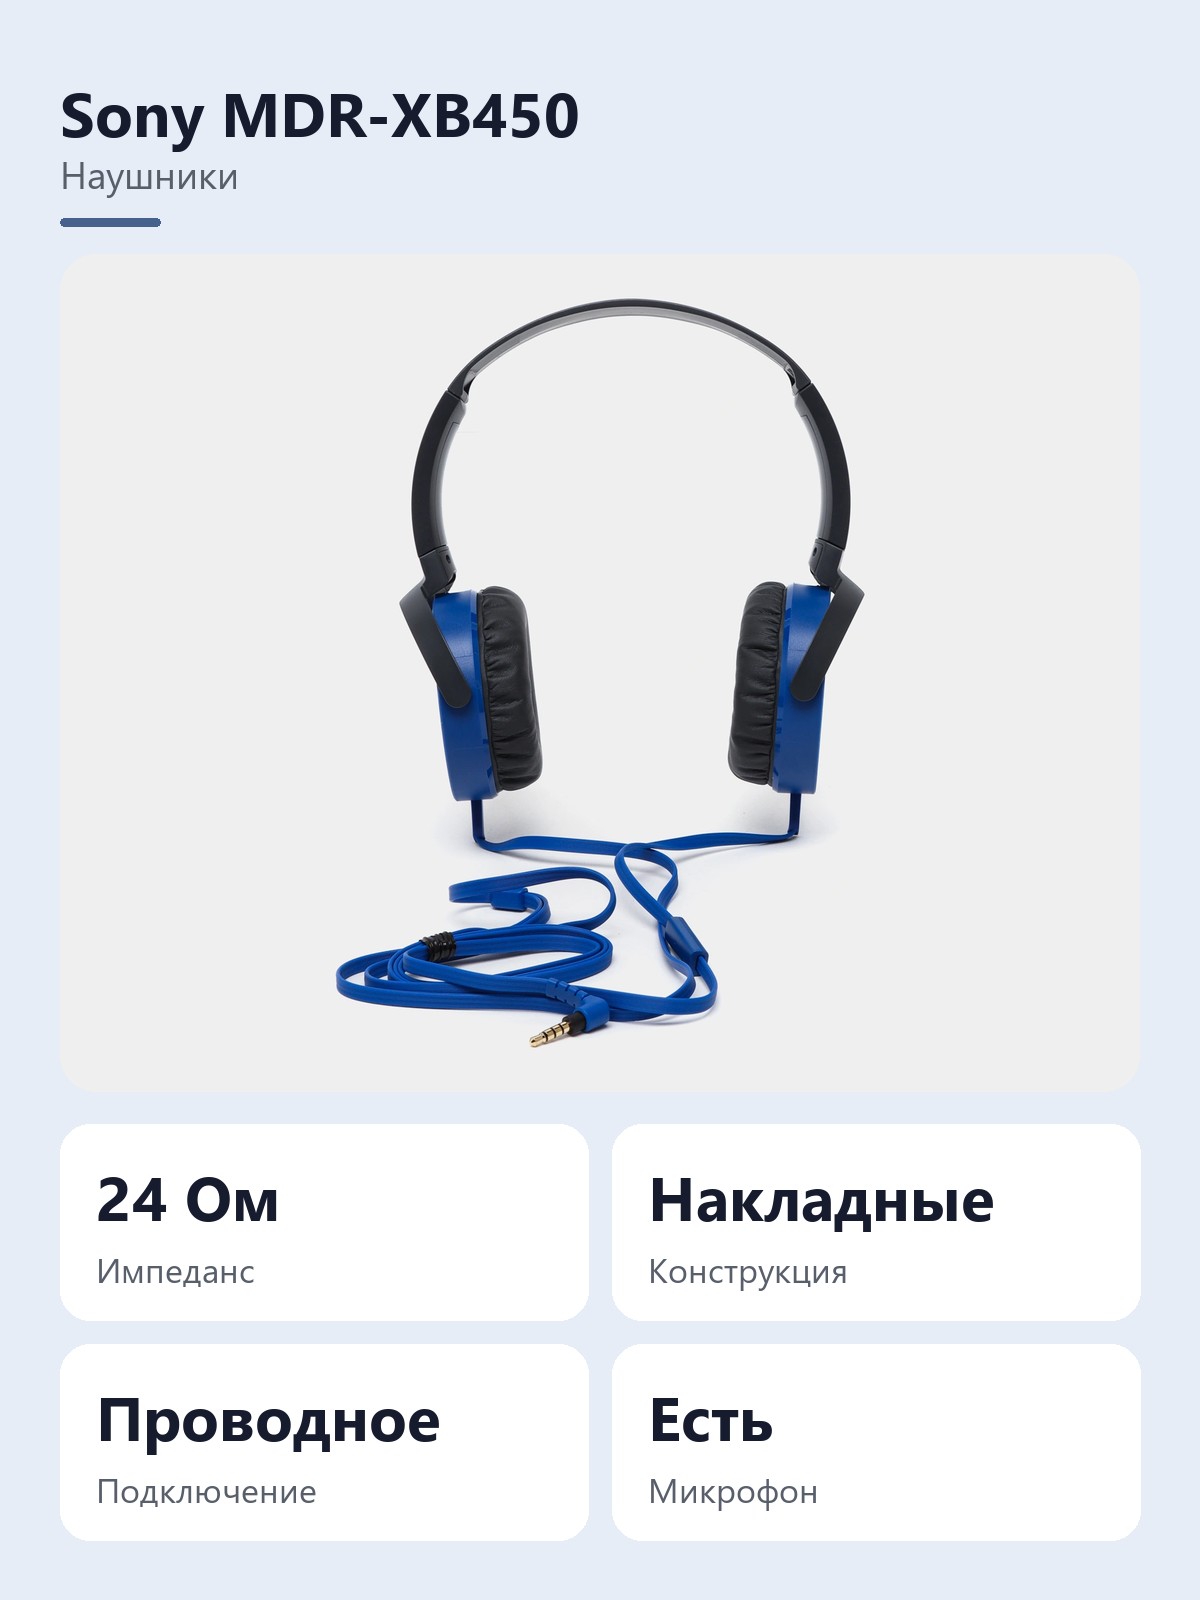 Sony MDR-XB450
Наушники
24 Ом
Импеданс
Накладные
Конструкция
Проводное
Подключение
Есть
Микрофон